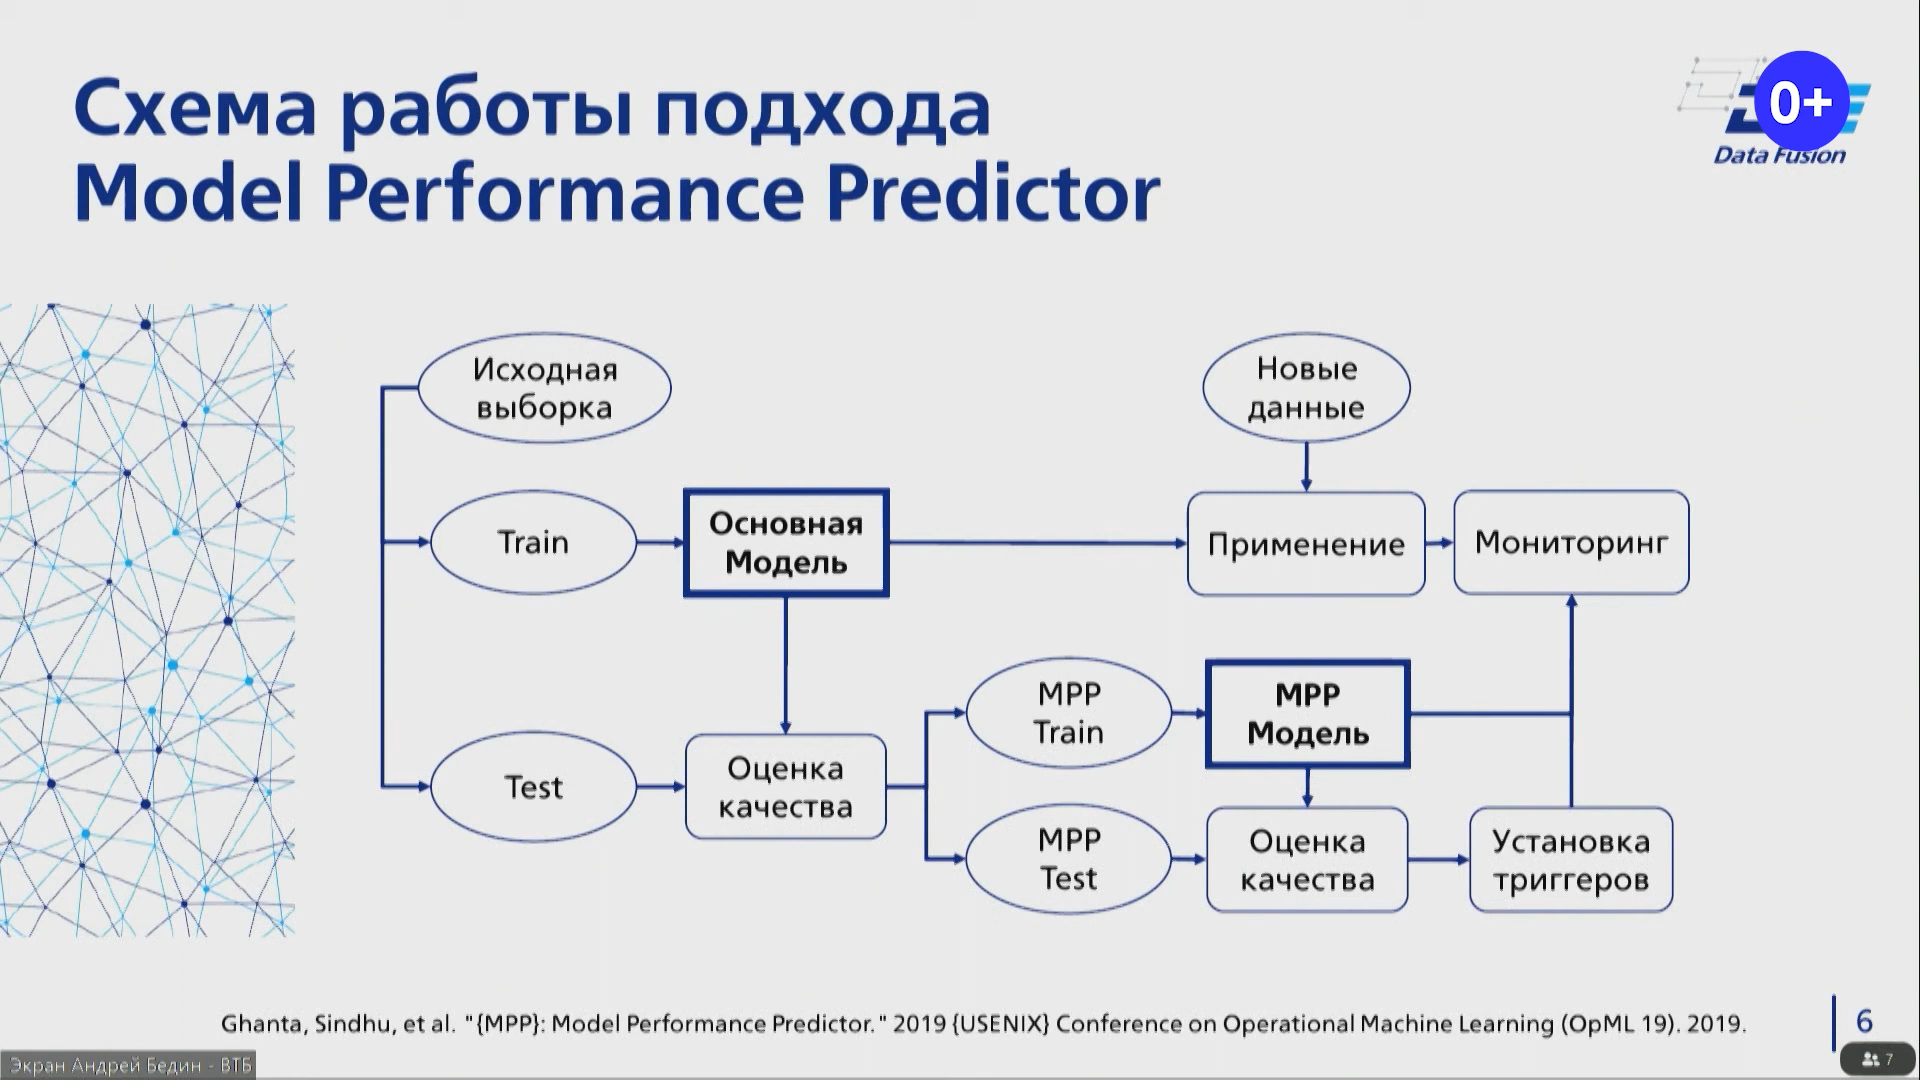 Схема работы подхода
Model Performance Predictor
0+
Data Fusion
Исходная
выборка
Новые
данные
Train
Основная
Модель
Применение
Мониторинг
MPP
Train
MPP
Модель
Test
Оценка
качества
MPP
Test
Оценка
качества
Установка
триггеров
Ghanta, Sindhu, et al. "{MPP}: Model Performance Predictor." 2019 {USENIX} Conference on Operational Machine Learning (OpML 19). 2019.
6
Экран Андрей Бедин - ВТБ
7